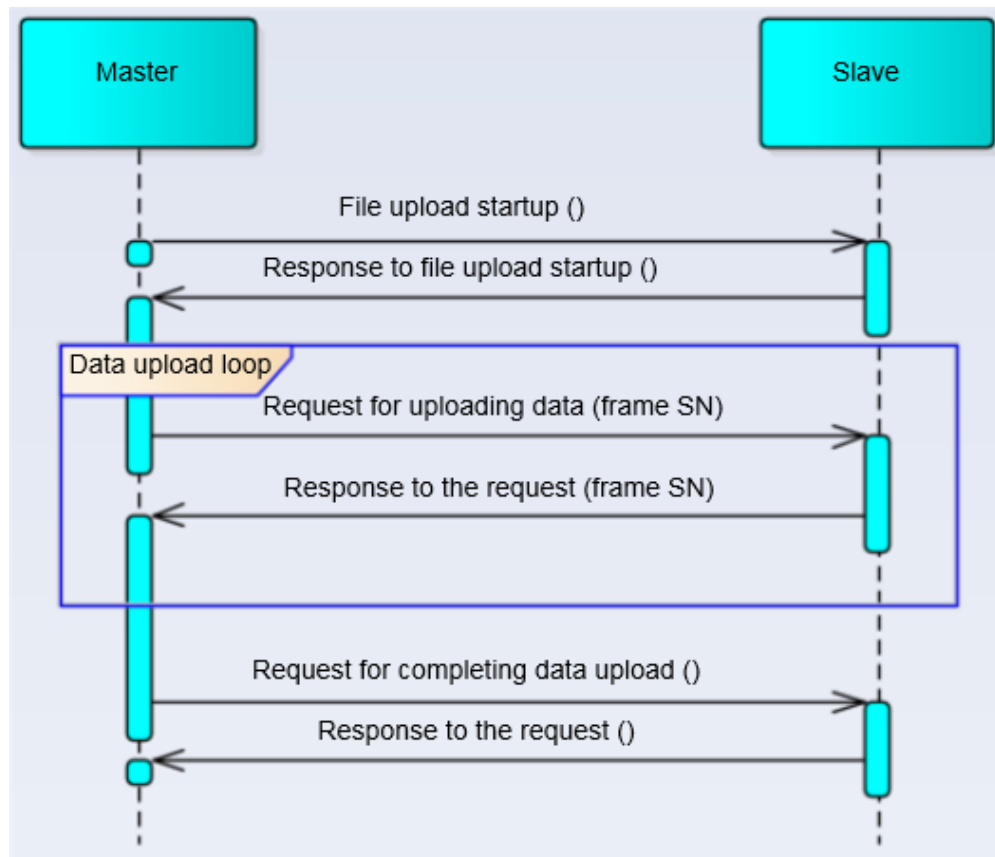 Master
Slave
File upload startup ()
Response to file upload startup ()
Data upload loop
Request for uploading data (frame SN)
Response to the request (frame SN)
Request for completing data upload ()
Response to the request ()